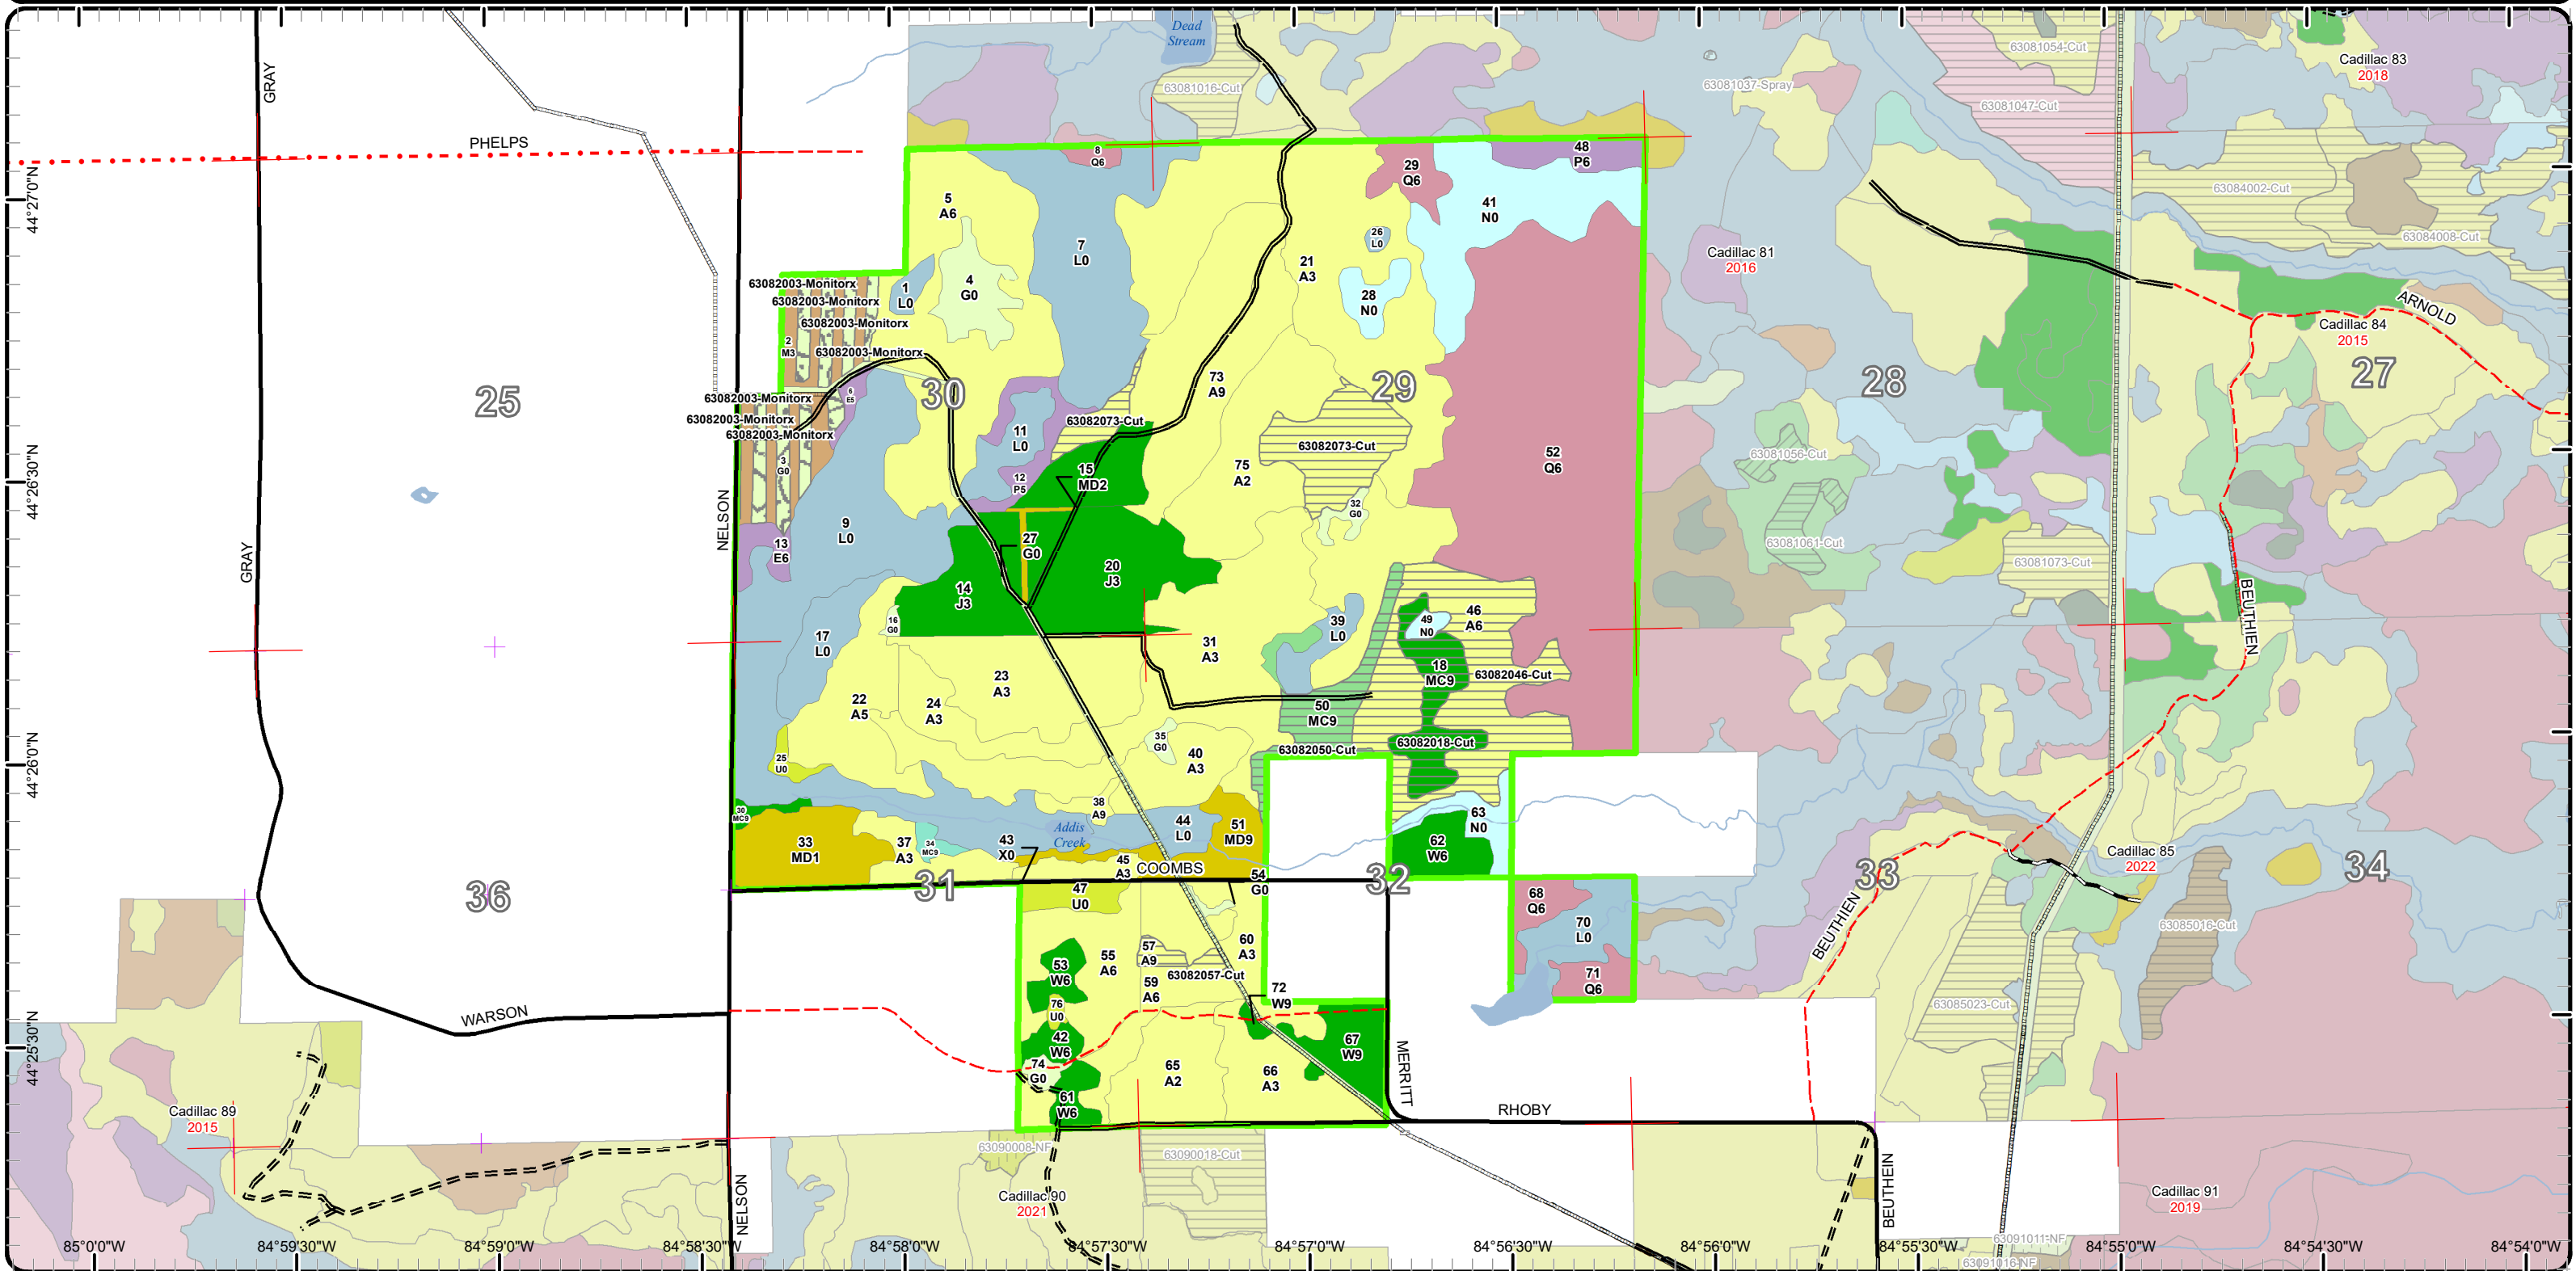 Dead
Stream
63081016-Cut
63081037-Spray
63081054-Cut
63081047-Cut
Cadillac 83
2018
GRAY
PHELPS
8
Q6
29
Q6
48
P6
63084002-Cut
63084008-Cut
44°27'0"N
5
A6
41
N0
26
L0
7
L0
21
A3
Cadillac 81
2016
4
G0
1
L0
28
N0
63082003-Monitorx
63082003-Monitorx
63082003-Monitorx
63082003-Monitorx
2
M3
ARNOLD
Cadillac 84
2015
27
28
29
30
25
73
A9
6
E5
63082003-Monitorx
63082003-Monitorx
63082003-Monitorx
63082073-Cut
63082073-Cut
11
L0
3
G0
12
P5
15
MD2
75
A2
52
Q6
63081056-Cut
44°26'30"N
NELSON
GRAY
9
L0
13
E6
32
G0
27
G0
20
J3
14
J3
63081061-Cut
63081073-Cut
BEUTHIEN
16
G0
17
L0
31
A3
39
L0
46
A6
49
N0
18
MC9
63082046-Cut
23
A3
22
A5
24
A3
50
MC9
35
G0
40
A3
63082050-Cut
63082018-Cut
25
U0
44°26'0"N
30
MC9
38
A9
Addis
Creek
44
L0
51
MD9
63
N0
62
W6
33
MD1
37
A3
34
MC9
43
X0
45
A3
COOMBS
54
G0
47
U0
31
32
33
34
36
Cadillac 85
2022
68
Q6
70
L0
71
Q6
63085016-Cut
BEUTHIEN
53
W6
55
A6
57
A9
60
A3
63082057-Cut
59
A6
72
W9
76
U0
42
W6
74
G0
61
W6
65
A2
66
A3
67
W9
WARSON
44°25'30"N
63085023-Cut
MERRITT
RHOBY
Cadillac 89
2015
63090008-NF
63090018-Cut
Cadillac 90
2021
Cadillac 91
2019
NELSON
BEUTHEIN
63091011-NF
63091016-NF
85°0'0"W
84°59'30"W
84°59'0"W
84°58'30"W
84°58'0"W
84°57'30"W
84°57'0"W
84°56'30"W
84°56'0"W
84°55'30"W
84°55'0"W
84°54'30"W
84°54'0"W